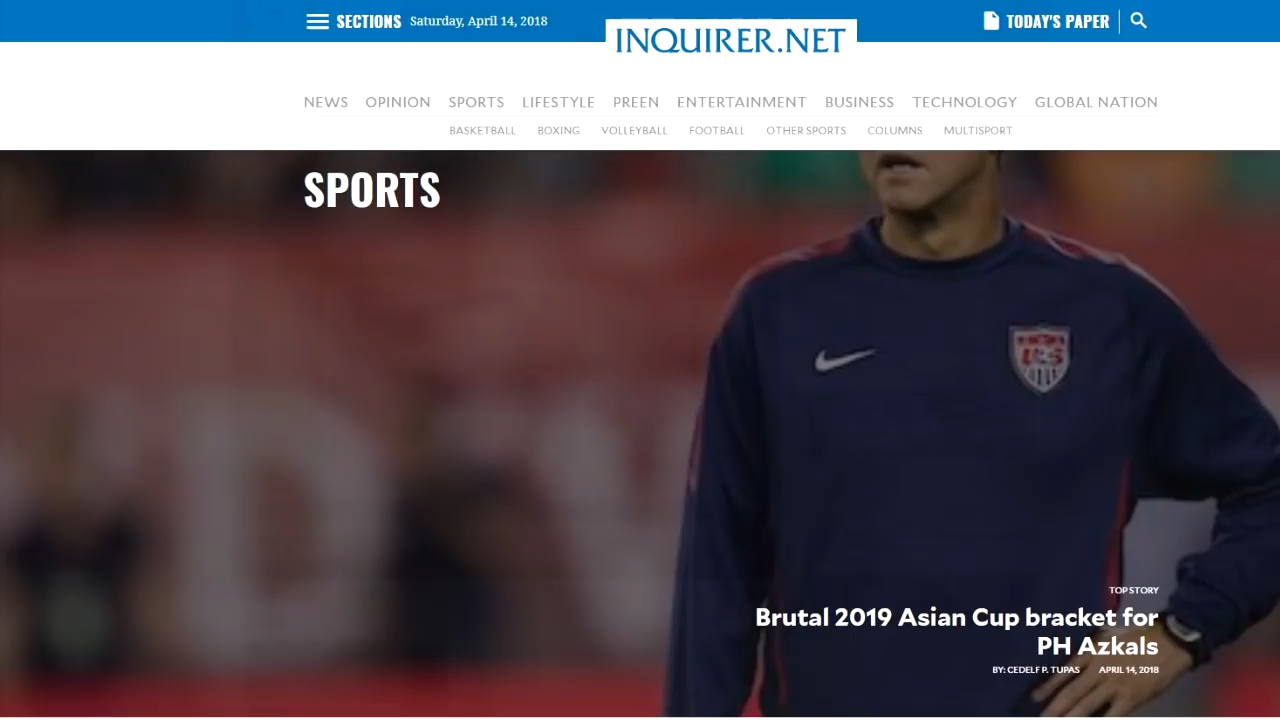 SECTIONS Saturday, April 14, 2018
INQUIRER.NET
TODAY'S PAPER
NEWS OPINION SPORTS LIFESTYLE PREEN ENTERTAINMENT BUSINESS TECHNOLOGY GLOBAL NATION
BASKETBALL BOXING VOLLEYBALL FOOTBALL OTHER SPORTS COLUMNS MULTISPORT
SPORTS
US
TOP STORY
Brutal 2019 Asian Cup bracket for
PH Azkals
BY: CEDELF P. TUPAS APRIL 14, 2018